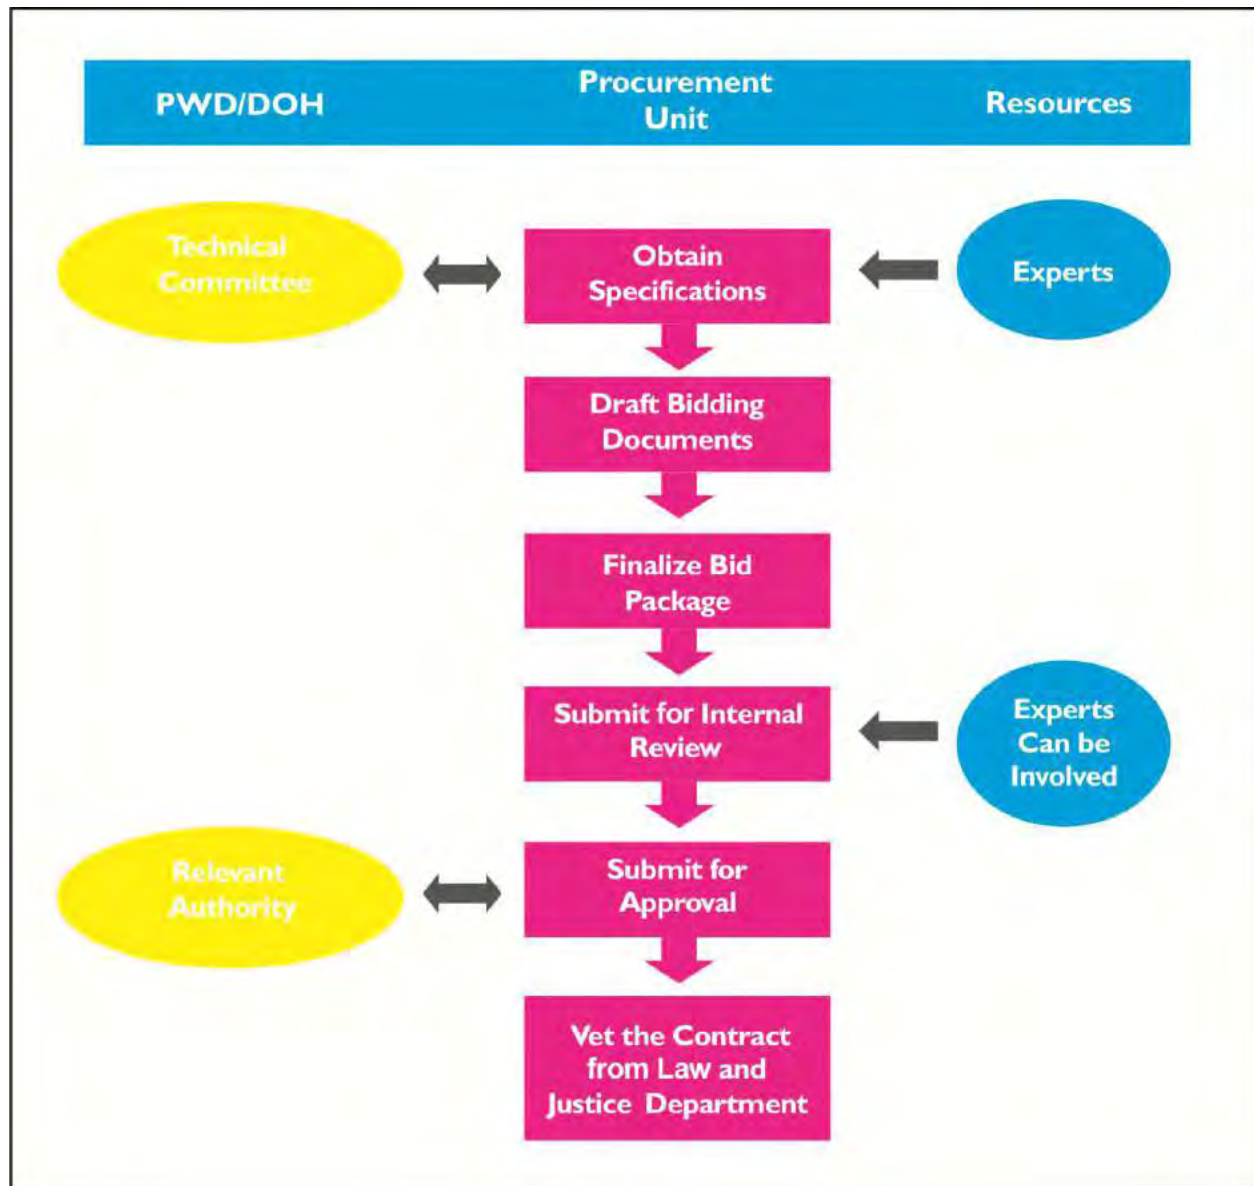 PWD/DOH
Procurement
Unit
Resources
Technical
Committee
Obtain
Specifications
Experts
Draft Bidding
Documents
Finalize Bid
Package
Submit for Internal
Review
Experts
Can be
Involved
Relevant
Authority
Submit for
Approval
Vet the Contract
from Law and
Justice Department